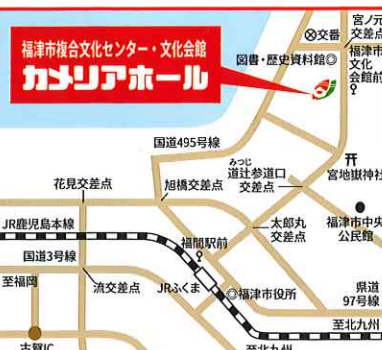 福津市複合文化センター・文化会館
カメリアホール
交番
宮ノ元
交差点
図書・歴史資料館
福津市
文化
会館前
国道495号線
みつじ
道辻参道口
交差点
宮地嶽神社
花見交差点
旭橋交差点
福津市中央
公民館
太郎丸
交差点
JR鹿児島本線
福間駅前
国道3号線
至福岡
流交差点
JRふくま
福津市役所
県道
97号線
至北九州
古賀IC
至北九州